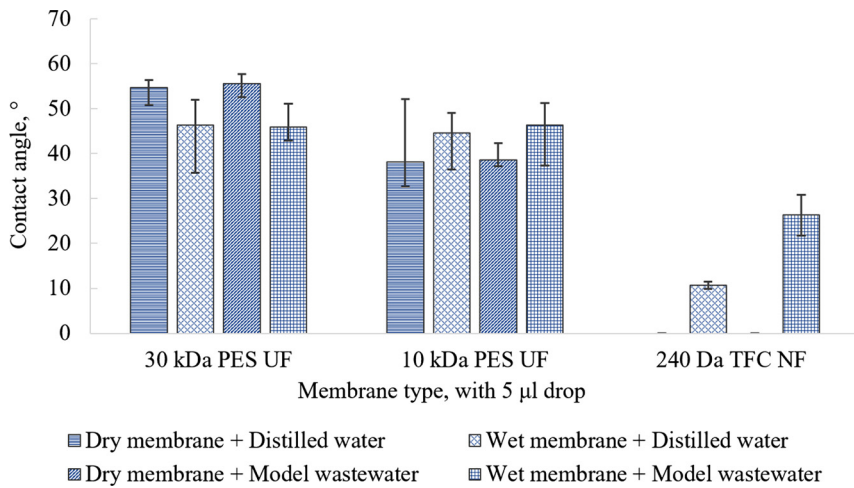 70
60
50
40
30
20
10
0
Contact angle, °
30 kDa PES UF
10 kDa PES UF
240 Da TFC NF
Membrane type, with 5 µl drop
Dry membrane + Distilled water
Wet membrane + Distilled water
Dry membrane + Model wastewater
Wet membrane + Model wastewater